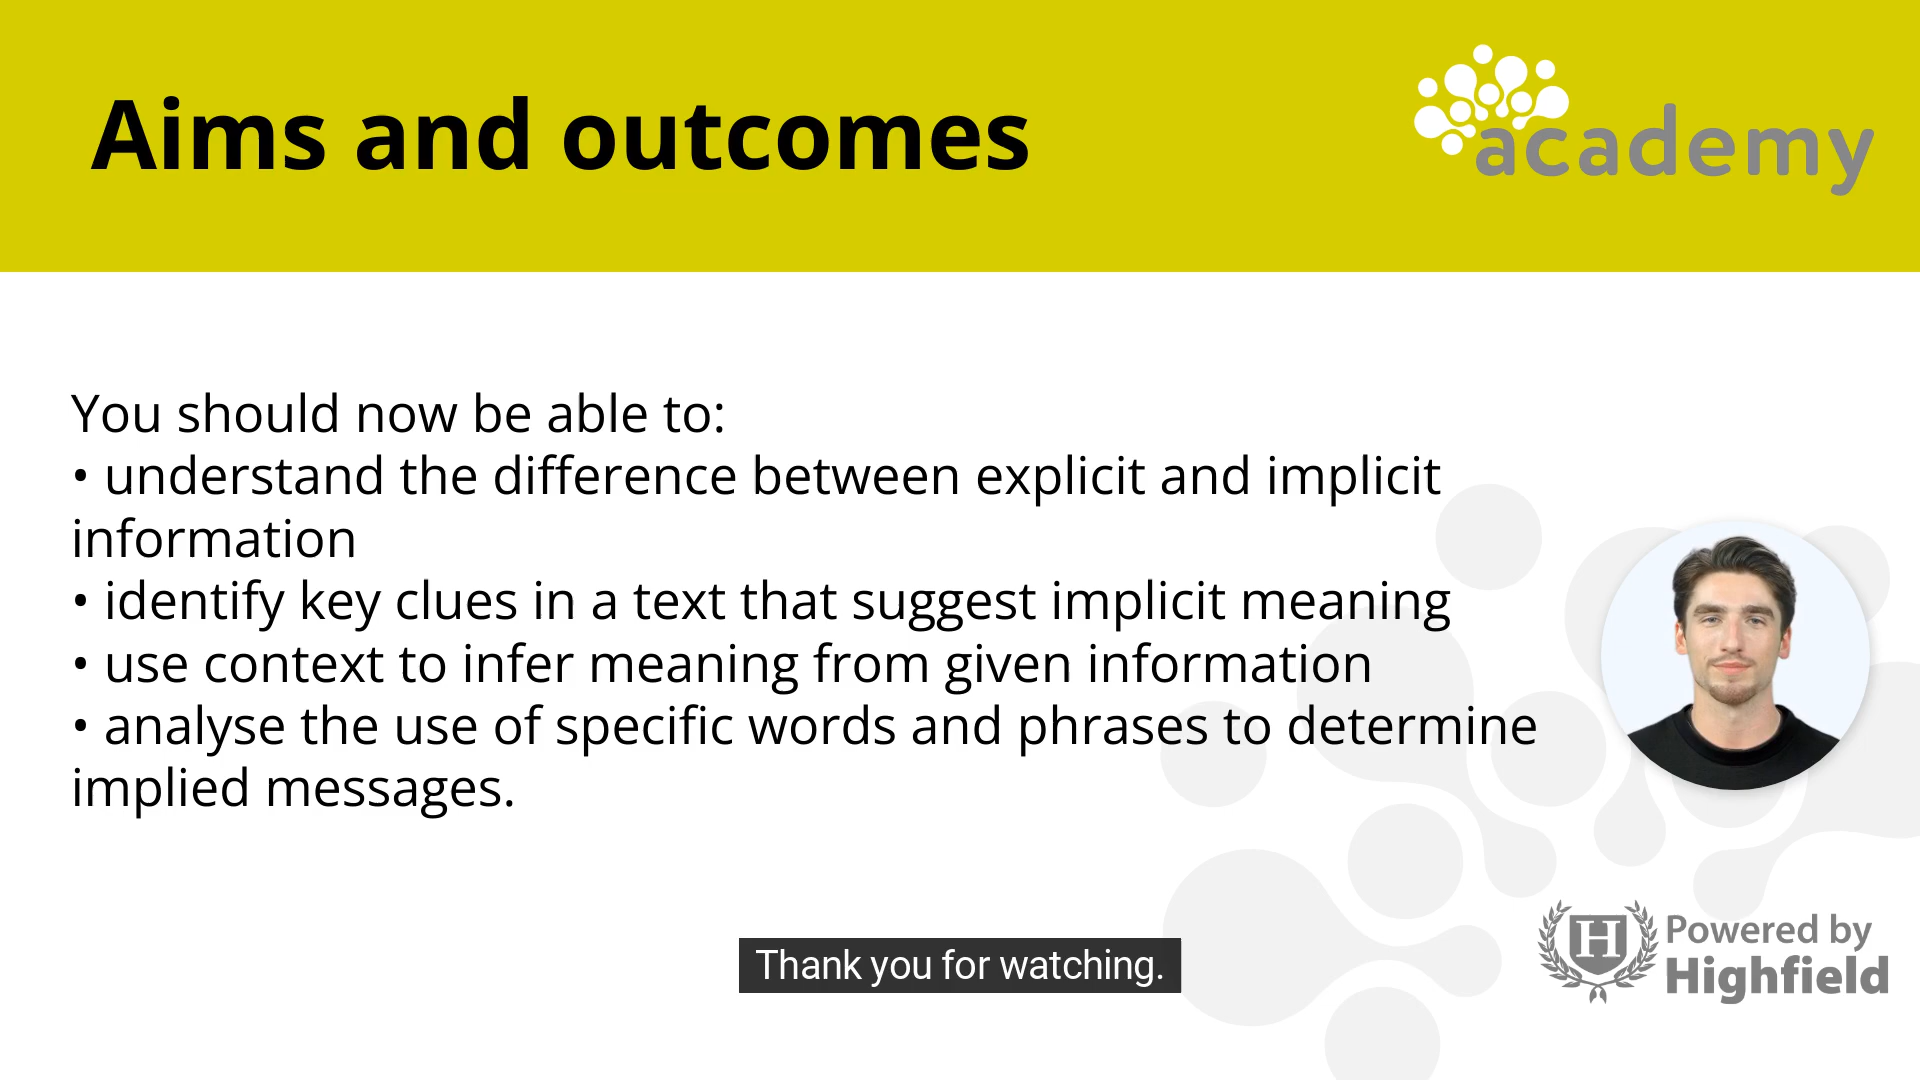 Aims and outcomes
academy
You should now be able to:
• understand the difference between explicit and implicit
information
• identify key clues in a text that suggest implicit meaning
• use context to infer meaning from given information
• analyse the use of specific words and phrases to determine
implied messages.
Thank you for watching.
H
Powered by
Highfield